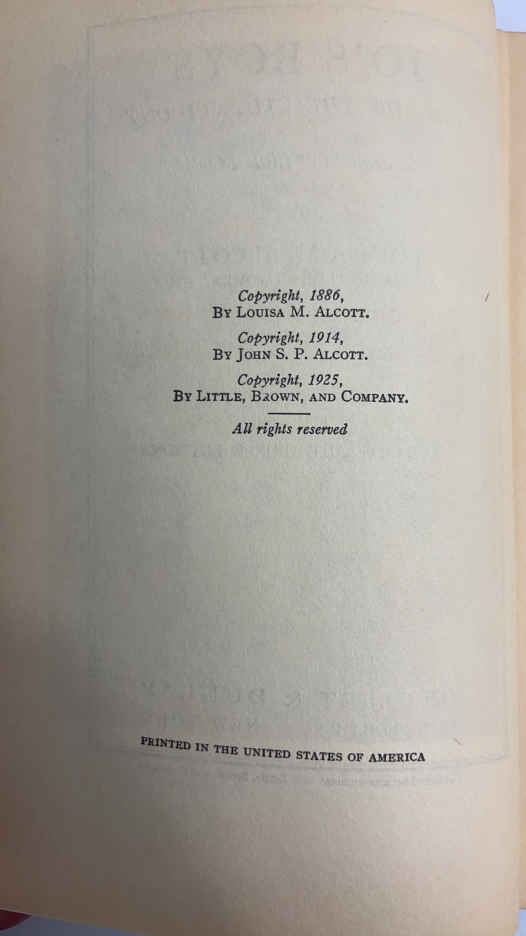 Copyright, 1886,
BY LOUISA M. ALCOTT.
Copyright, 1914,
BY JOHN S. P. ALCOTT.
Copyright, 1925,
BY LITTLE, BROWN, AND COMPANY.
All rights reserved
PRINTED IN THE UNITED STATES OF AMERICA